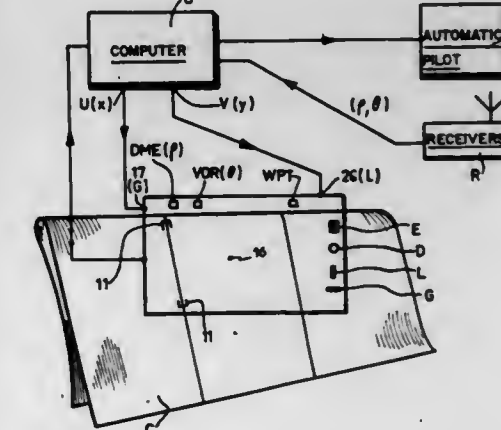 COMPUTER
AUTOMATIC
PILOT
U(x)
V(y)
(ρ,θ)
RECEIVERS
R
DME(ρ)
VOR(θ)
WPT
26(L)
17
(G)
E
11
16
D
L
11
G
C